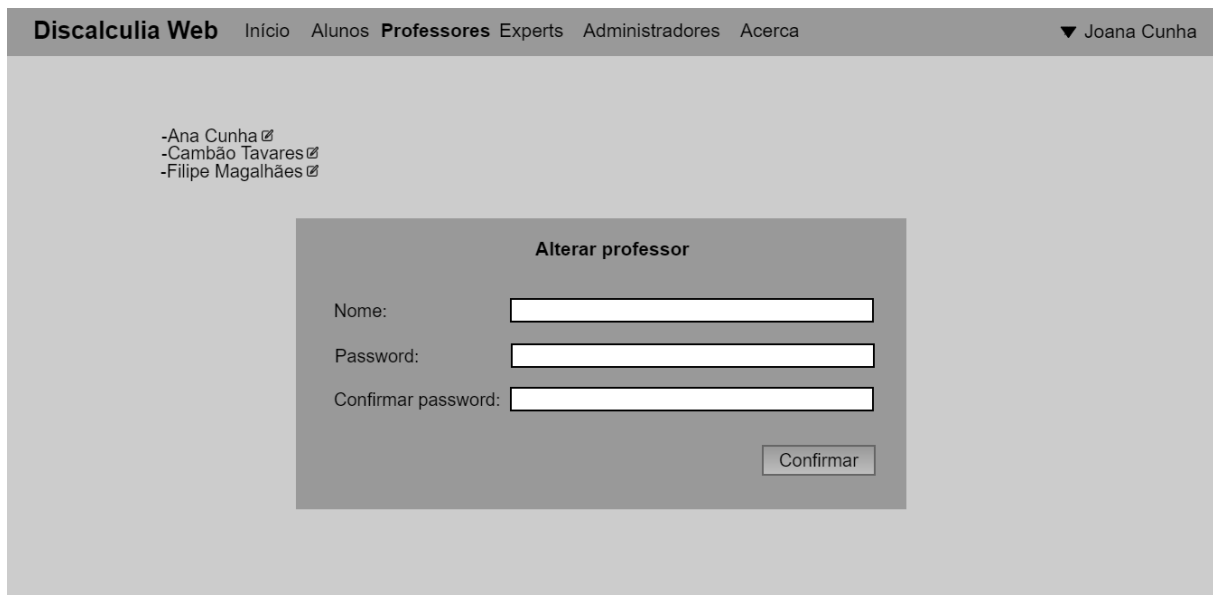 Discalculia Web Início Alunos Professores Experts Administradores Acerca ▼ Joana Cunha
-Ana Cunha
-Cambão Tavares
-Filipe Magalhães
Alterar professor
Nome:
Password:
Confirmar password:
Confirmar